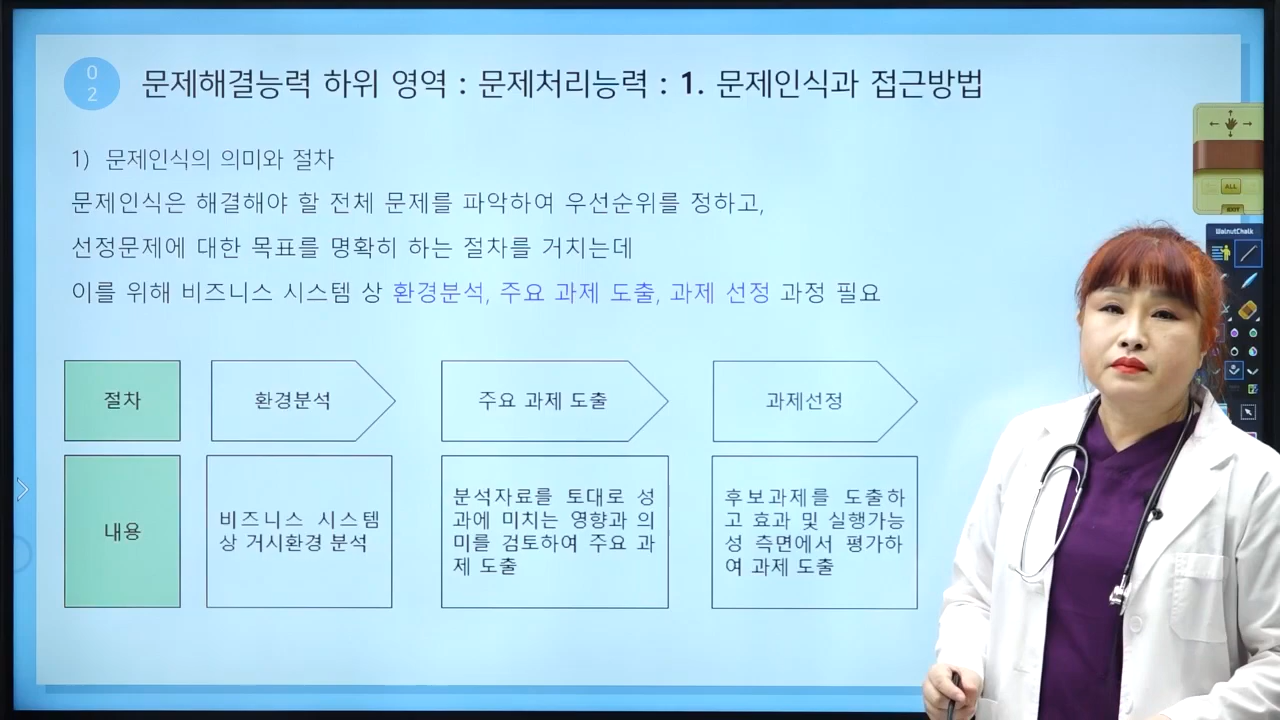 0
2
문제해결능력 하위 영역 : 문제처리능력 : 1. 문제인식과 접근방법
1) 문제인식의 의미와 절차
문제인식은 해결해야 할 전체 문제를 파악하여 우선순위를 정하고,
선정문제에 대한 목표를 명확히 하는 절차를 거치는데
이를 위해 비즈니스 시스템 상 환경분석, 주요 과제 도출, 과제 선정 과정 필요
절차
환경분석
주요 과제 도출
과제선정
내용
비즈니스 시스템
상 거시환경 분석
분석자료를 토대로 성
과에 미치는 영향과 의
미를 검토하여 주요 과
제 도출
후보과제를 도출하
고 효과 및 실행가능
성 측면에서 평가하
여 과제 도출
ALL
EXIT
WalnutChalk